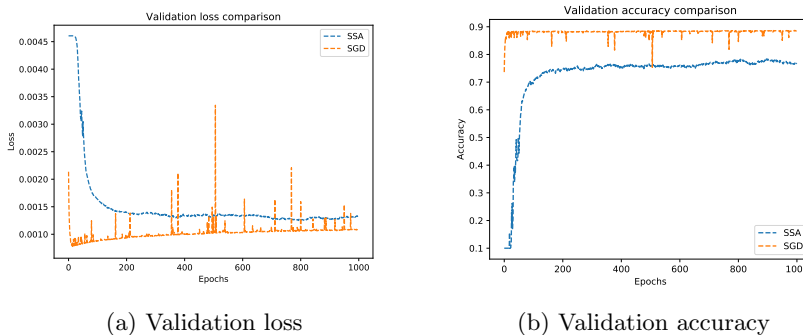 Validation loss comparison
0.0045
0.0040
0.0035
0.0030
0.0025
0.0020
0.0015
0.0010
Loss
0
200
400
600
800
1000
Epochs
SSA
SGD
(a) Validation loss
Validation accuracy comparison
0.9
0.8
0.7
0.6
0.5
0.4
0.3
0.2
0.1
Accuracy
0
200
400
600
800
1000
Epochs
SSA
SGD
(b) Validation accuracy